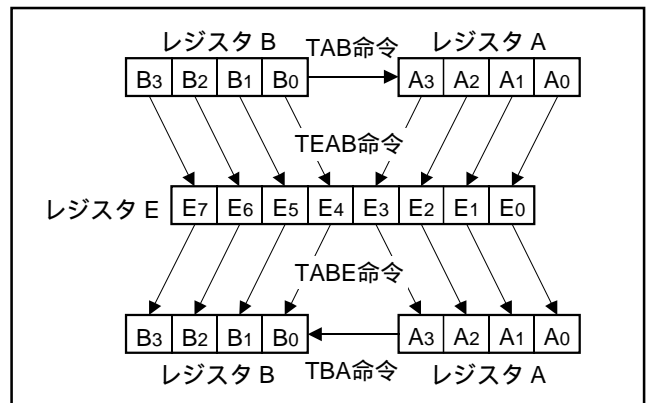 レジスタ B TAB命令 レジスタ A
B3 B2 B1 B0 A3 A2 A1 A0
TEAB命令
レジスタ E E7 E6 E5 E4 E3 E2 E1 E0
TABE命令
B3 B2 B1 B0 A3 A2 A1 A0
レジスタ B TBA命令 レジスタ A